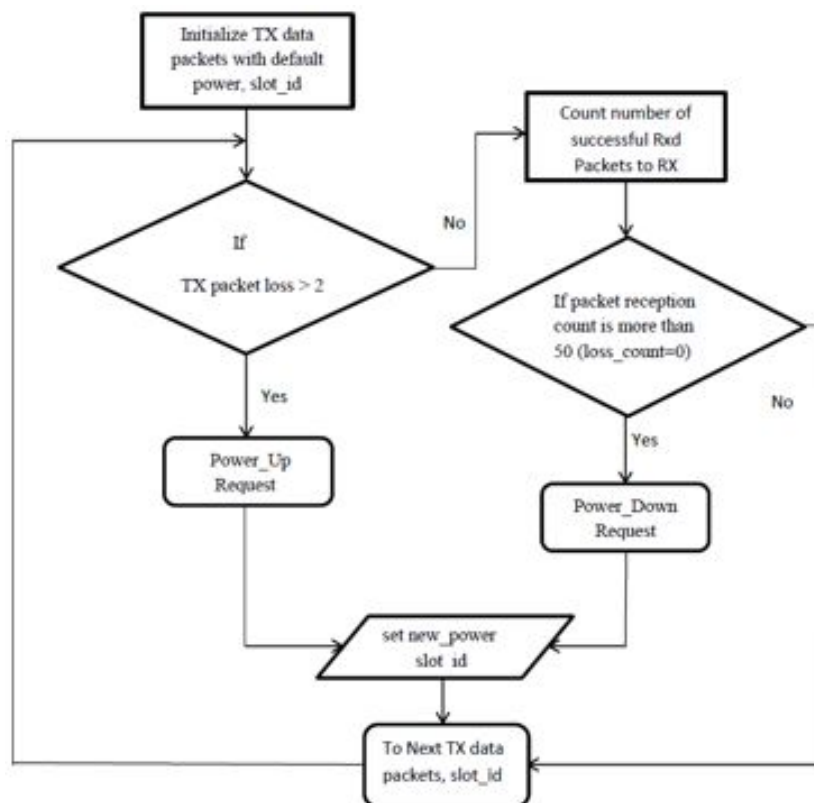 Initialize TX data
packets with default
power, slot_id
Count number of
successful Rxd
Packets to RX
No
If
TX packet loss > 2
If packet reception
count is more than
50 (loss_count=0)
Yes
No
Yes
Power_Up
Request
Power_Down
Request
set new_power
slot_id
To Next TX data
packets, slot_id